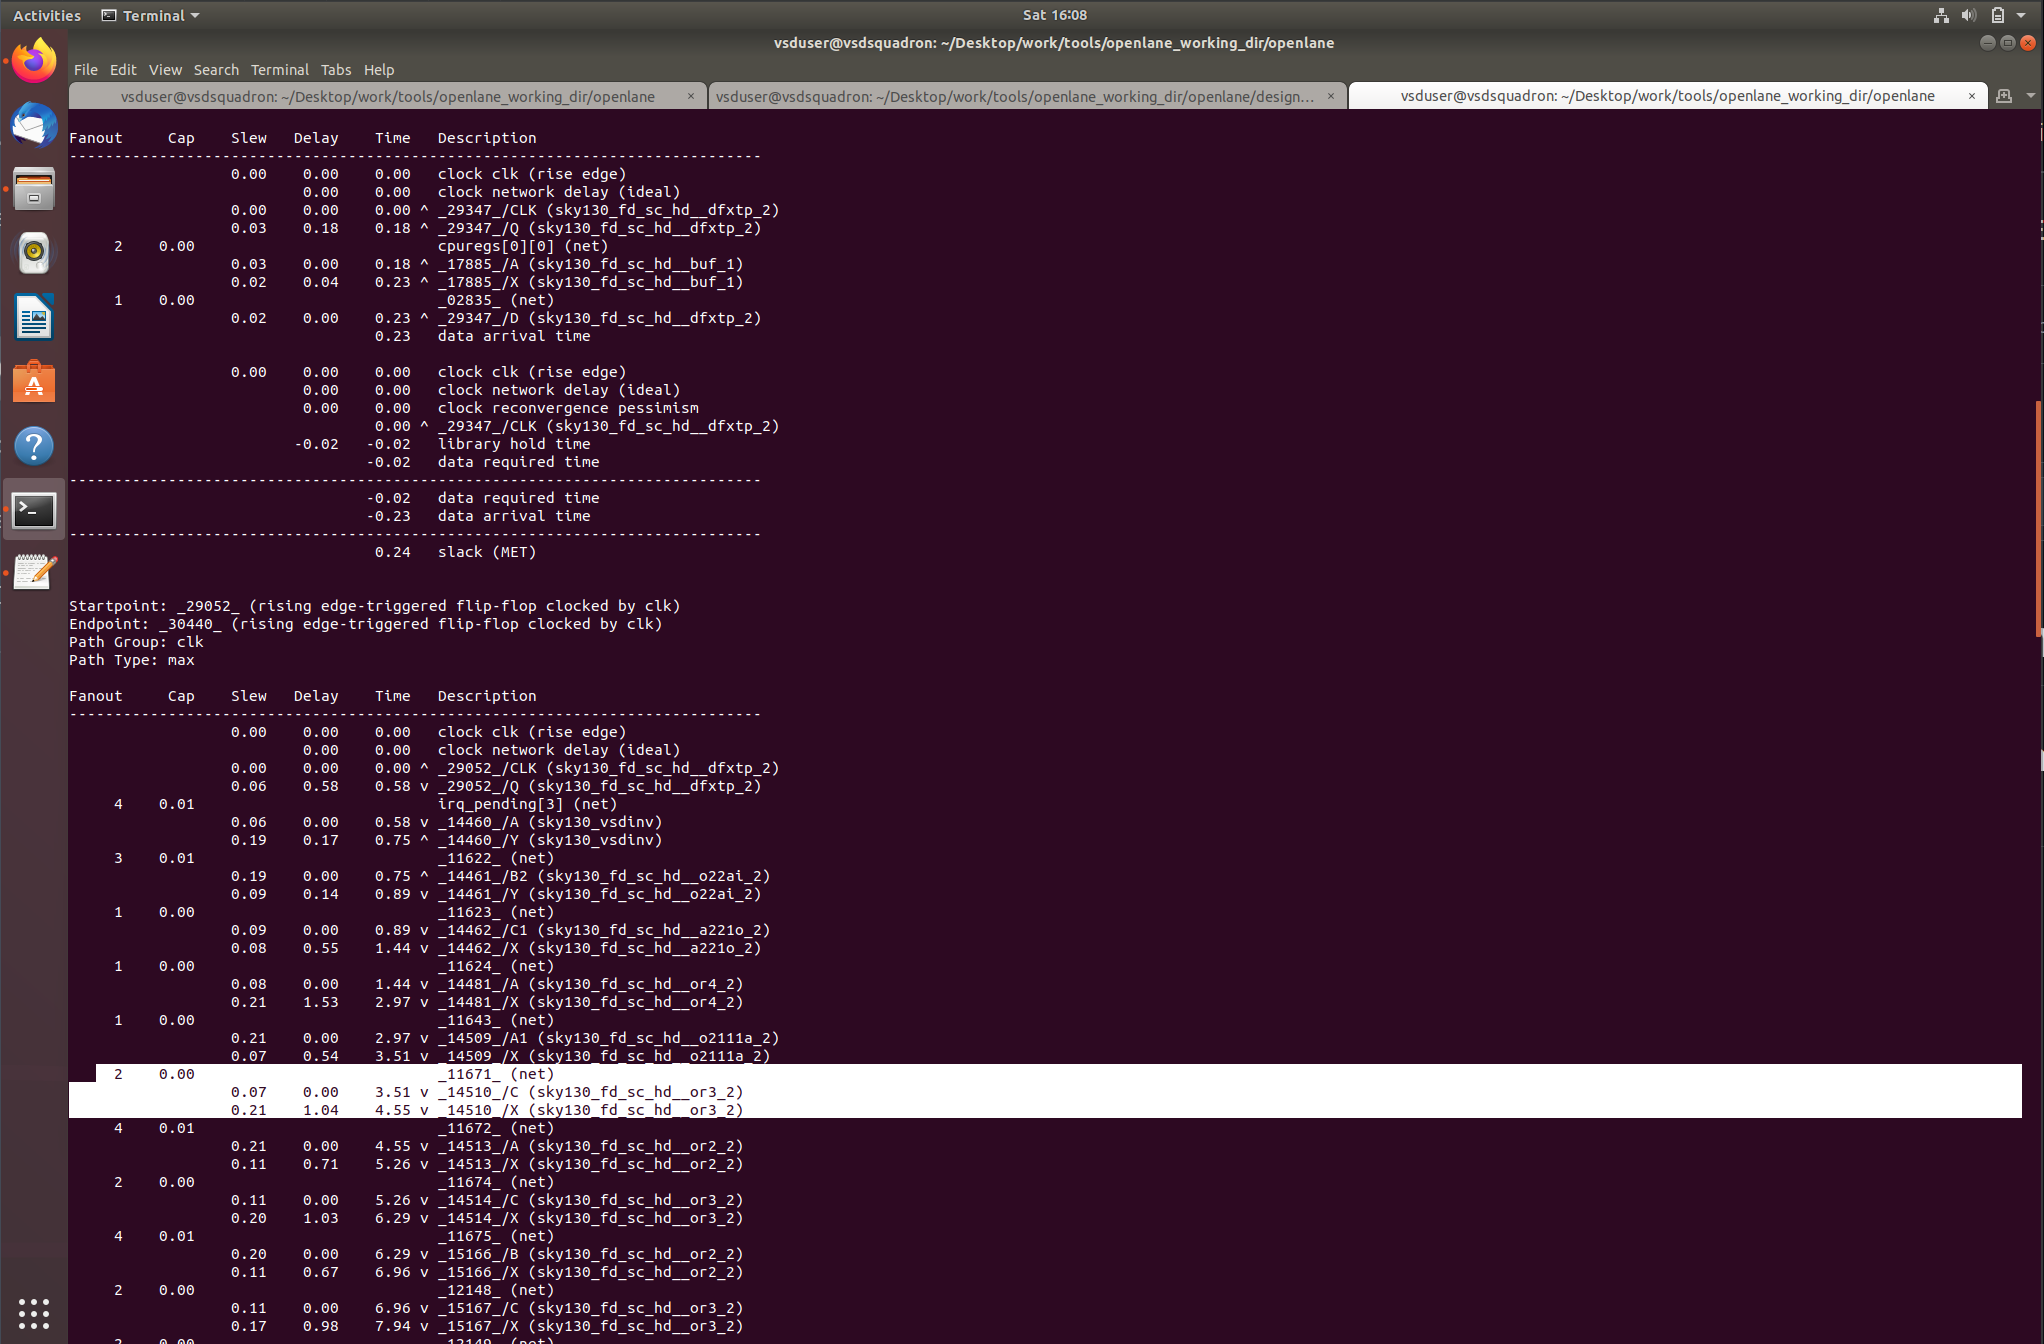 Activities Terminal Sat 16:08
vsduser@vsdsquadron: ~/Desktop/work/tools/openlane_working_dir/openlane
File Edit View Search Terminal Tabs Help
vsduser@vsdsquadron: ~/Desktop/work/tools/openlane_working_dir/openlane × vsduser@vsdsquadron: ~/Desktop/work/tools/openlane_working_dir/openlane/design... × vsduser@vsdsquadron: ~/Desktop/work/tools/openlane_working_dir/openlane ×
Fanout Cap Slew Delay Time Description
-----------------------------------------------------------------------------
0.00 0.00 0.00 clock clk (rise edge)
0.00 0.00 clock network delay (ideal)
0.00 0.00 0.00 ^ _29347_/CLK (sky130_fd_sc_hd__dfxtp_2)
0.03 0.18 0.18 ^ _29347_/Q (sky130_fd_sc_hd__dfxtp_2)
2 0.00 cpuregs[0][0] (net)
0.03 0.00 0.18 ^ _17885_/A (sky130_fd_sc_hd__buf_1)
0.02 0.04 0.23 ^ _17885_/X (sky130_fd_sc_hd__buf_1)
1 0.00 _02835_ (net)
0.02 0.00 0.23 ^ _29347_/D (sky130_fd_sc_hd__dfxtp_2)
0.23 data arrival time
0.00 0.00 0.00 clock clk (rise edge)
0.00 0.00 clock network delay (ideal)
0.00 0.00 clock reconvergence pessimism
0.00 ^ _29347_/CLK (sky130_fd_sc_hd__dfxtp_2)
-0.02 -0.02 library hold time
-0.02 data required time
-----------------------------------------------------------------------------
-0.02 data required time
-0.23 data arrival time
-----------------------------------------------------------------------------
0.24 slack (MET)
Startpoint: _29052_ (rising edge-triggered flip-flop clocked by clk)
Endpoint: _30440_ (rising edge-triggered flip-flop clocked by clk)
Path Group: clk
Path Type: max
Fanout Cap Slew Delay Time Description
-----------------------------------------------------------------------------
0.00 0.00 0.00 clock clk (rise edge)
0.00 0.00 clock network delay (ideal)
0.00 0.00 0.00 ^ _29052_/CLK (sky130_fd_sc_hd__dfxtp_2)
0.06 0.58 0.58 v _29052_/Q (sky130_fd_sc_hd__dfxtp_2)
4 0.01 irq_pending[3] (net)
0.06 0.00 0.58 v _14460_/A (sky130_vsdinv)
0.19 0.17 0.75 ^ _14460_/Y (sky130_vsdinv)
3 0.01 _11622_ (net)
0.19 0.00 0.75 ^ _14461_/B2 (sky130_fd_sc_hd__o22ai_2)
0.09 0.14 0.89 v _14461_/Y (sky130_fd_sc_hd__o22ai_2)
1 0.00 _11623_ (net)
0.09 0.00 0.89 v _14462_/C1 (sky130_fd_sc_hd__a221o_2)
0.08 0.55 1.44 v _14462_/X (sky130_fd_sc_hd__a221o_2)
1 0.00 _11624_ (net)
0.08 0.00 1.44 v _14481_/A (sky130_fd_sc_hd__or4_2)
0.21 1.53 2.97 v _14481_/X (sky130_fd_sc_hd__or4_2)
1 0.00 _11643_ (net)
0.21 0.00 2.97 v _14509_/A1 (sky130_fd_sc_hd__o2111a_2)
0.07 0.54 3.51 v _14509_/X (sky130_fd_sc_hd__o2111a_2)
2 0.00 _11671_ (net)
0.07 0.00 3.51 v _14510_/C (sky130_fd_sc_hd__or3_2)
0.21 1.04 4.55 v _14510_/X (sky130_fd_sc_hd__or3_2)
4 0.01 _11672_ (net)
0.21 0.00 4.55 v _14513_/A (sky130_fd_sc_hd__or2_2)
0.11 0.71 5.26 v _14513_/X (sky130_fd_sc_hd__or2_2)
2 0.00 _11674_ (net)
0.11 0.00 5.26 v _14514_/C (sky130_fd_sc_hd__or3_2)
0.20 1.03 6.29 v _14514_/X (sky130_fd_sc_hd__or3_2)
4 0.01 _11675_ (net)
0.20 0.00 6.29 v _15166_/B (sky130_fd_sc_hd__or2_2)
0.11 0.67 6.96 v _15166_/X (sky130_fd_sc_hd__or2_2)
2 0.00 _12148_ (net)
0.11 0.00 6.96 v _15167_/C (sky130_fd_sc_hd__or3_2)
0.17 0.98 7.94 v _15167_/X (sky130_fd_sc_hd__or3_2)
2 0.00 _12149_ (net)